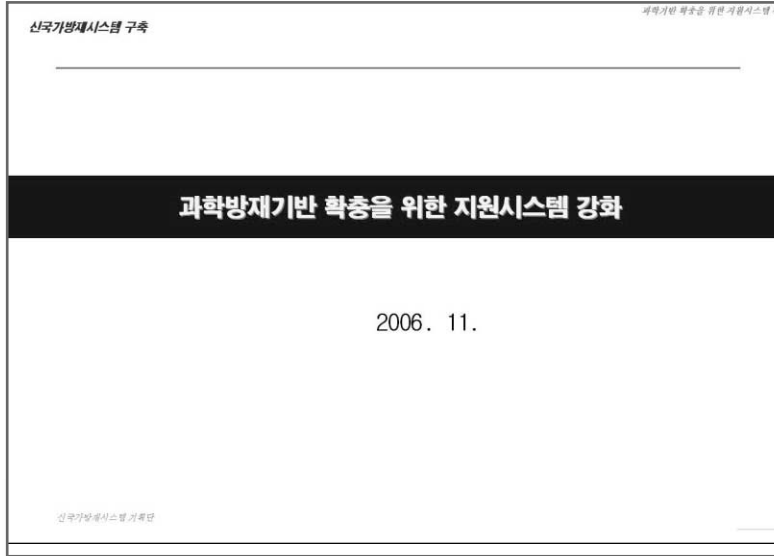 과학기반 확충을 위한 지원시스템
신국가방재시스템 구축
과학방재기반 확충을 위한 지원시스템 강화
2006. 11.
신국가방재시스템 기획단